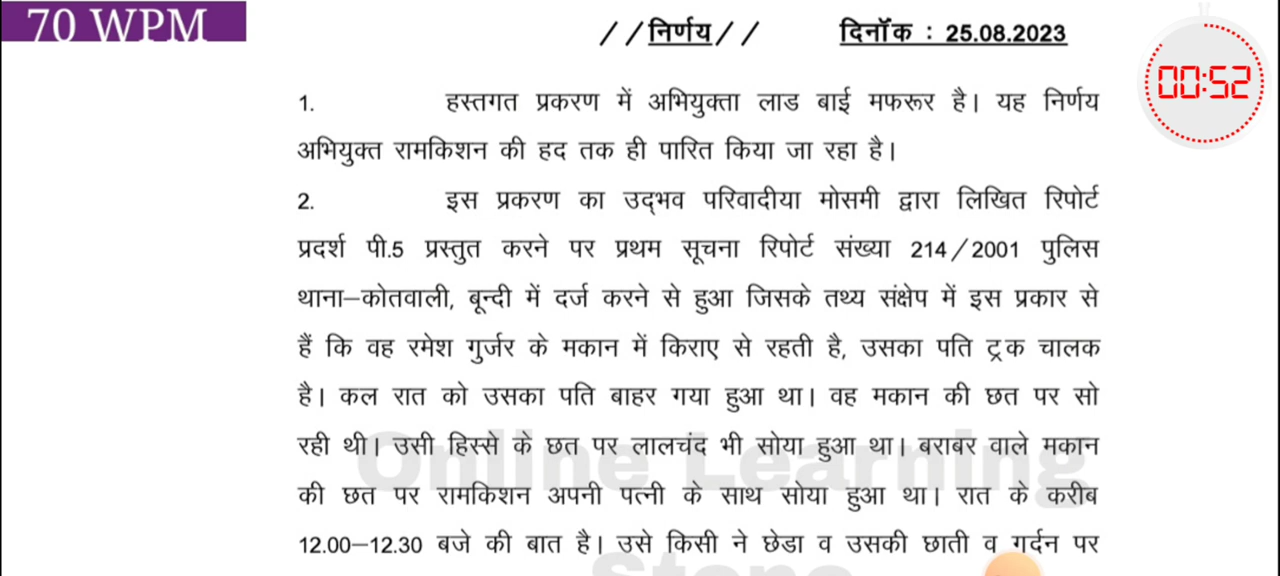 70 WPM
//निर्णय// दिनॉक : 25.08.2023
00:52
1. हस्तगत प्रकरण में अभियुक्ता लाड बाई मफरूर है। यह निर्णय
अभियुक्त रामकिशन की हद तक ही पारित किया जा रहा है।
2. इस प्रकरण का उद्भव परिवादीया मोसमी द्वारा लिखित रिपोर्ट
प्रदर्श पी.5 प्रस्तुत करने पर प्रथम सूचना रिपोर्ट संख्या 214/2001 पुलिस
थाना–कोतवाली, बून्दी में दर्ज करने से हुआ जिसके तथ्य संक्षेप में इस प्रकार से
हैं कि वह रमेश गुर्जर के मकान में किराए से रहती है, उसका पति ट्रक चालक
है। कल रात को उसका पति बाहर गया हुआ था। वह मकान की छत पर सो
रही थी। उसी हिस्से के छत पर लालचंद भी सोया हुआ था। बराबर वाले मकान
की छत पर रामकिशन अपनी पत्नी के साथ सोया हुआ था। रात के करीब
12.00–12.30 बजे की बात है। उसे किसी ने छेडा व उसकी छाती व गर्दन पर
Online Learning
Steps